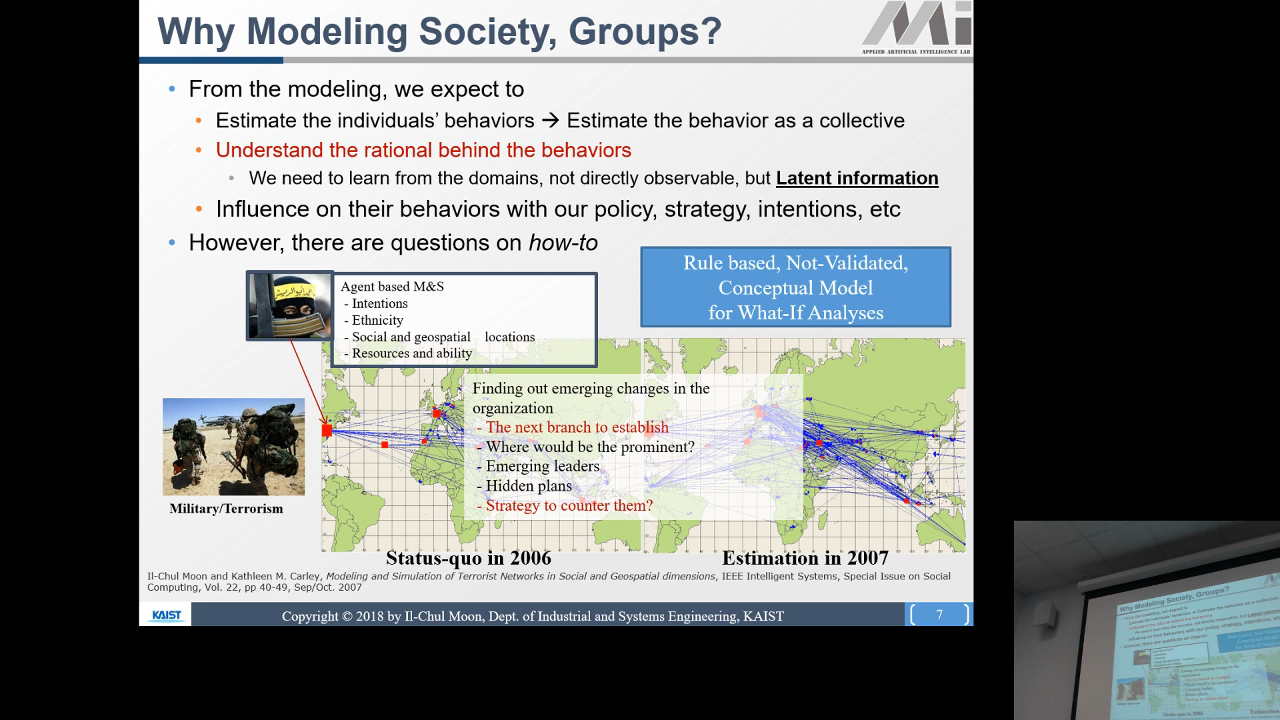 Why Modeling Society, Groups?
APPLIED ARTIFICIAL INTELLIGENCE LAB
• From the modeling, we expect to
• Estimate the individuals' behaviors → Estimate the behavior as a collective
• Understand the rational behind the behaviors
• We need to learn from the domains, not directly observable, but Latent information
• Influence on their behaviors with our policy, strategy, intentions, etc
• However, there are questions on how-to
Rule based, Not-Validated,
Conceptual Model
for What-If Analyses
Agent based M&S
- Intentions
- Ethnicity
- Social and geospatial locations
- Resources and ability
Finding out emerging changes in the
organization
- The next branch to establish
- Where would be the prominent?
- Emerging leaders
- Hidden plans
- Strategy to counter them?
Military/Terrorism
Status-quo in 2006
Estimation in 2007
Il-Chul Moon and Kathleen M. Carley, Modeling and Simulation of Terrorist Networks in Social and Geospatial dimensions, IEEE Intelligent Systems, Special Issue on Social
Computing, Vol. 22, pp 40-49, Sep/Oct. 2007
KAIST
Copyright © 2018 by Il-Chul Moon, Dept. of Industrial and Systems Engineering, KAIST
7
Why Modeling Society, Groups?